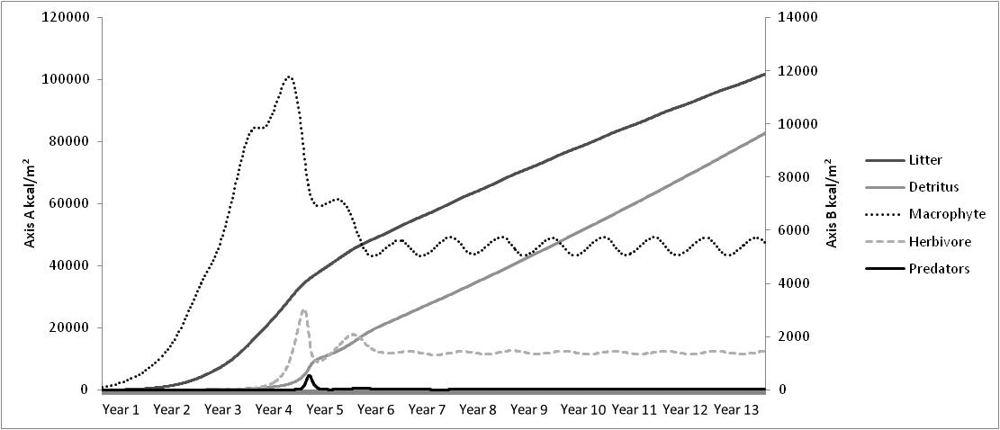 120000
100000
80000
60000
40000
20000
0
Axis A kcal/m²
14000
12000
10000
8000
6000
4000
2000
0
Axis B kcal/m²
Year 1 Year 2 Year 3 Year 4 Year 5 Year 6 Year 7 Year 8 Year 9 Year 10 Year 11 Year 12 Year 13
Litter
Detritus
Macrophyte
Herbivore
Predators